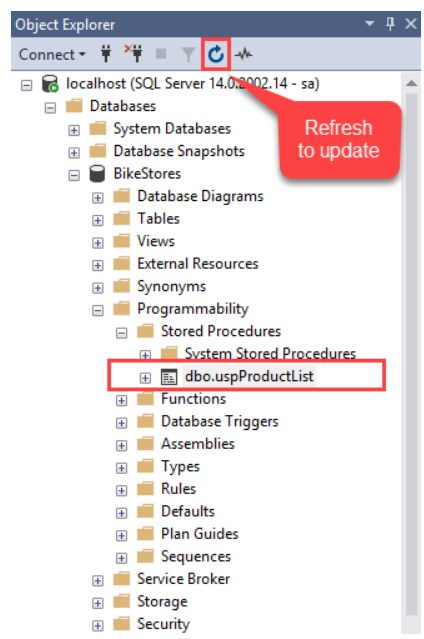 Object Explorer
Connect
localhost (SQL Server 14.0.2002.14 - sa)
Databases
System Databases
Refresh
to update
Database Snapshots
BikeStores
Database Diagrams
Tables
Views
External Resources
Synonyms
Programmability
Stored Procedures
System Stored Procedures
dbo.uspProductList
Functions
Database Triggers
Assemblies
Types
Rules
Defaults
Plan Guides
Sequences
Service Broker
Storage
Security